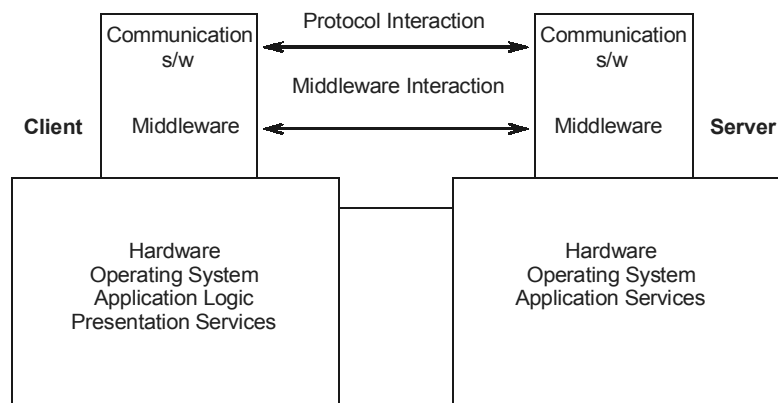 Protocol Interaction
Communication
s/w
Communication
s/w
Middleware Interaction
Client
Middleware
Middleware
Server
Hardware
Operating System
Application Logic
Presentation Services
Hardware
Operating System
Application Services